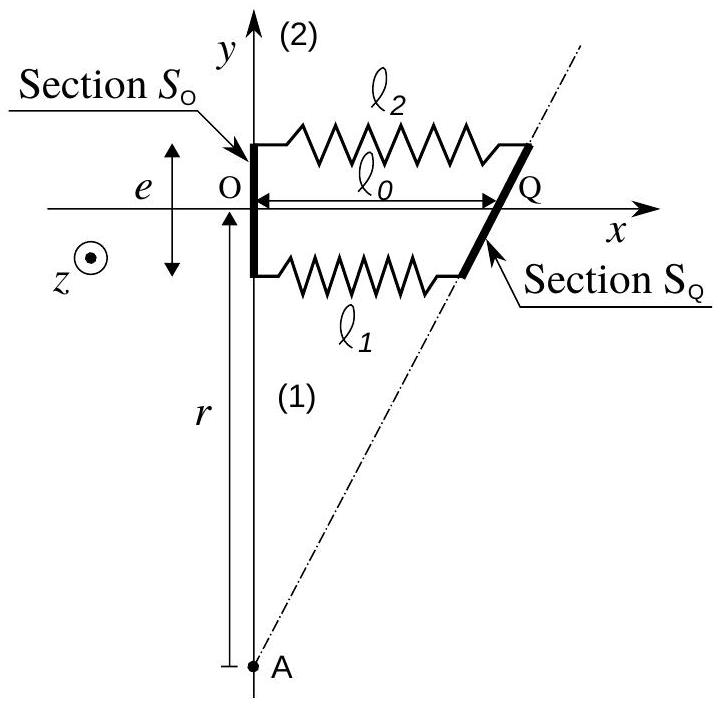 y
(2)
Section S_O
ℓ_2
e
O
ℓ_0
Q
x
z
Section S_Q
ℓ_1
(1)
r
A